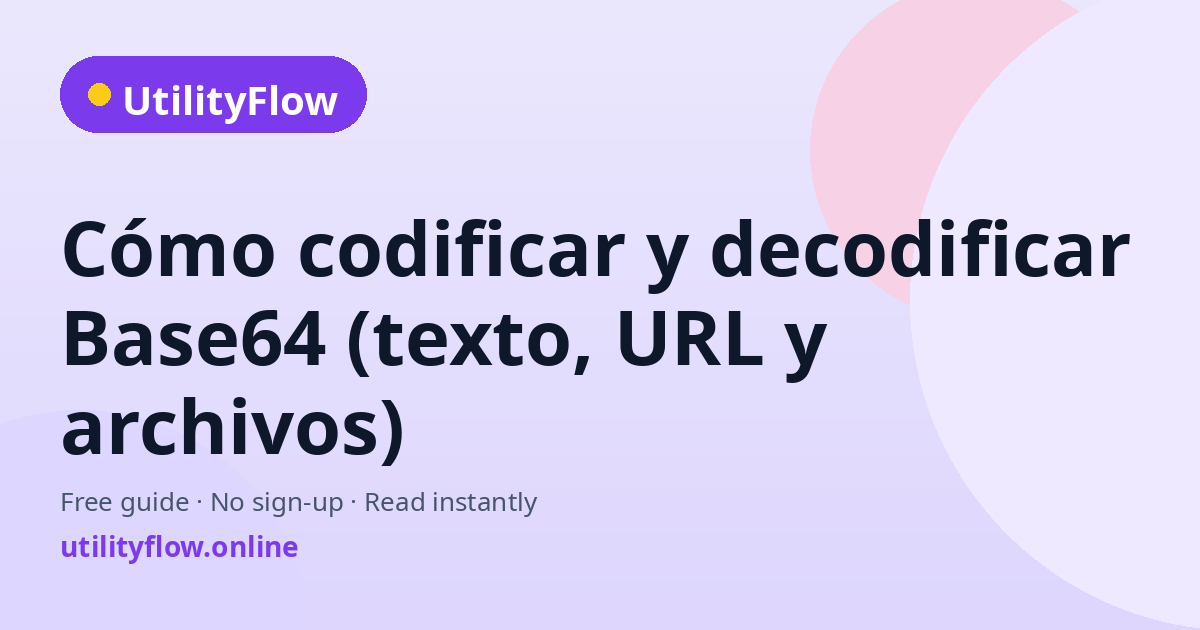 UtilityFlow
Cómo codificar y decodificar
Base64 (texto, URL y
archivos)
Free guide · No sign-up · Read instantly
utilityflow.online